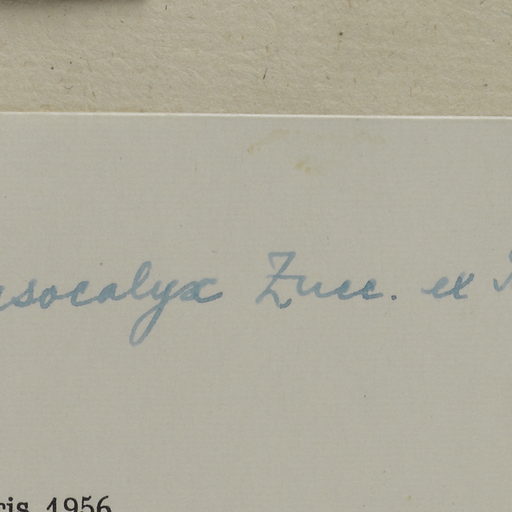 asocalyx Zucc. ex
ris 1956